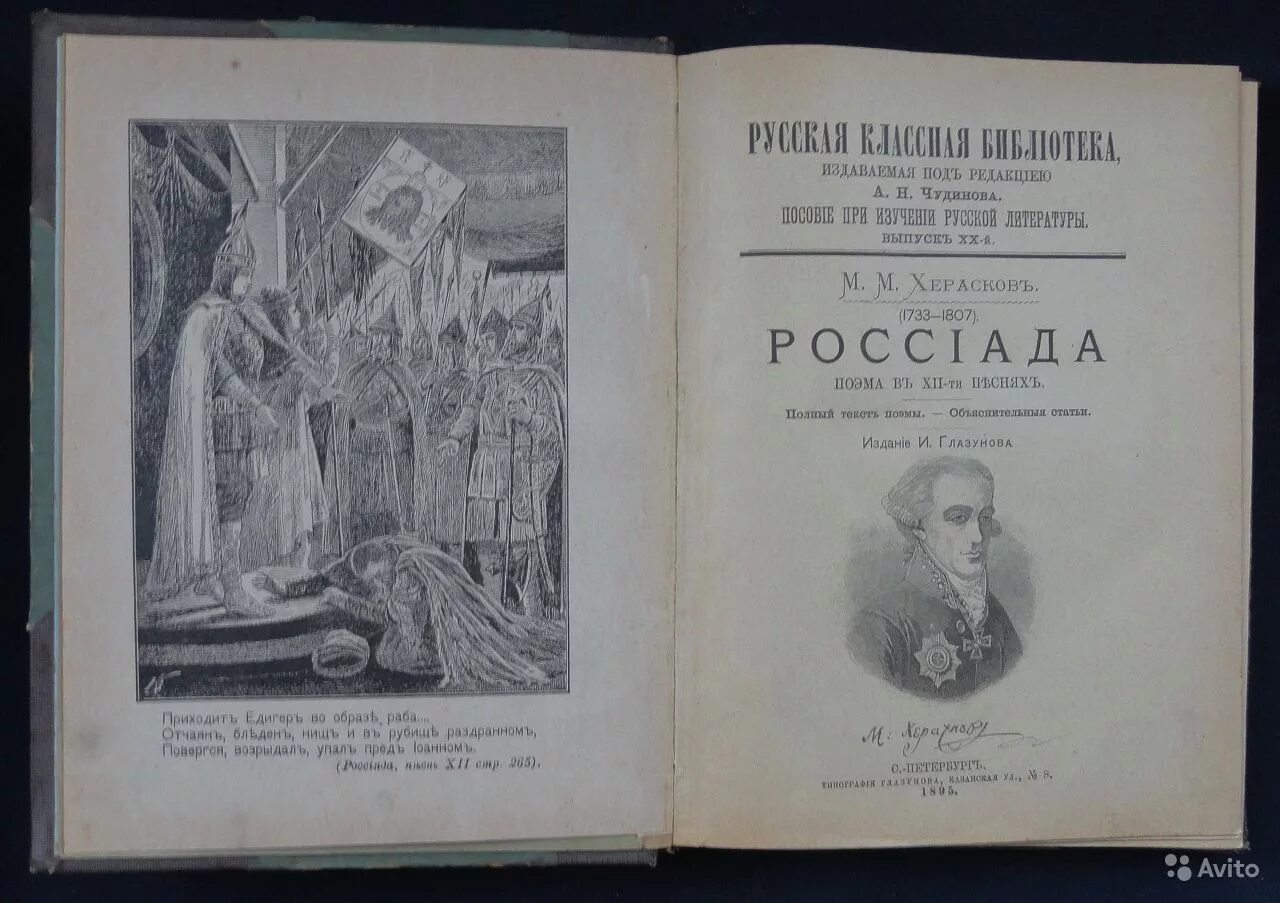 Приходитъ Едигеръ во образѣ раба...
Отчаянъ, блѣденъ, нищъ и въ рубищѣ раздранномъ,
Повергся, возрыдалъ, упалъ предъ Іоанномъ.
(Россіада, пѣснь XII стр. 265).
РУССКАЯ КЛАССНАЯ БИБЛІОТЕКА,
ИЗДАВАЕМАЯ ПОДЪ РЕДАКЦІЕЮ
А. Н. Чудинова.
ПОСОБІЕ ПРИ ИЗУЧЕНІИ РУССКОЙ ЛИТЕРАТУРЫ.
ВЫПУСКЪ XX-й.
М. М. ХЕРАСКОВЪ.
(1733—1807).
РОССІАДА
ПОЭМА ВЪ XII-ти ПѢСНЯХЪ.
Полный текстъ поэмы. — Объяснительныя статьи.
Изданіе И. Глазунова
М: Херасковъ
С.-ПЕТЕРБУРГЪ.
ТИПОГРАФІЯ ГЛАЗУНОВА, КАЗАНСКАЯ УЛ., № 8.
1895.
Avito